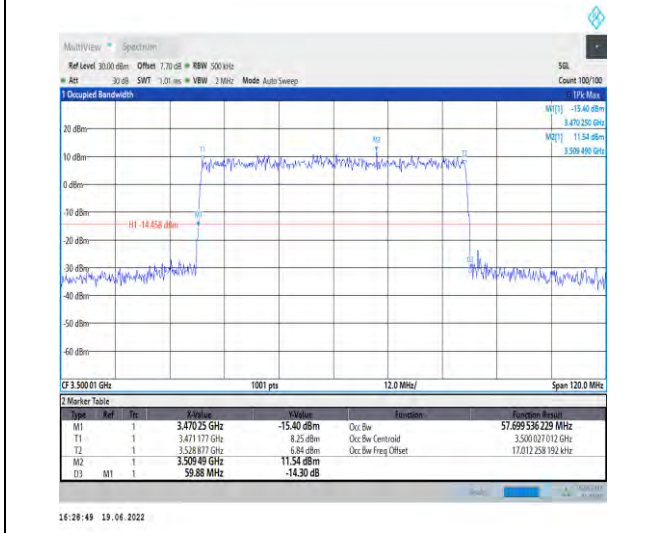 MultiView Spectrum
Ref Level 30.00 dBm Offset 7.70 dB RBW 500 kHz SGL
Att 30 dB SWT 1.01 ms VBW 2 MHz Mode Auto Sweep Count 100/100
1 Occupied Bandwidth 1Pk Max
M1[1] -15.40 dBm
3.470 250 GHz
M2[1] 11.54 dBm
3.509 490 GHz
20 dBm
M2
T1 T2
10 dBm
0 dBm
-10 dBm
M1
H1 -14.458 dBm
-20 dBm
D3
-30 dBm
-40 dBm
-50 dBm
-60 dBm
CF 3.500 01 GHz 1001 pts 12.0 MHz/ Span 120.0 MHz
2 Marker Table
Type Ref Trc X-Value Y-Value Function Function Result
M1 1 3.470 25 GHz -15.40 dBm Occ Bw 57.699 536 229 MHz
T1 1 3.471 177 GHz 8.25 dBm Occ Bw Centroid 3.500 027 012 GHz
T2 1 3.528 877 GHz 6.84 dBm Occ Bw Freq Offset 17.012 258 192 kHz
M2 1 3.509 49 GHz 11.54 dBm
D3 M1 1 59.88 MHz -14.30 dB
16:28:49 19.06.2022